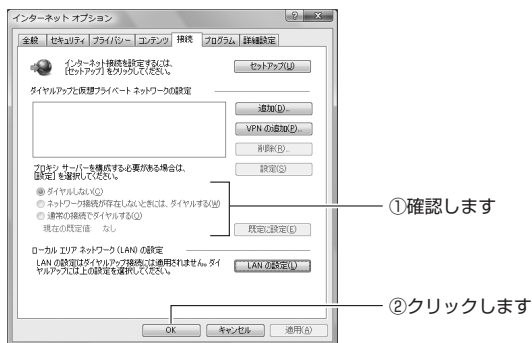 インターネット オプション
全般 セキュリティ プライバシー コンテンツ 接続 プログラム 詳細設定
インターネット接続を設定するには、
[セットアップ] をクリックしてください。
セットアップ(U)
ダイヤルアップと仮想プライベート ネットワークの設定
追加(D)...
VPN の追加(P)...
削除(R)...
プロキシ サーバーを構成する必要がある場合は、
[設定] を選択してください。
設定(S)
ダイヤルしない(C)
ネットワーク接続が存在しないときには、ダイヤルする(W)
通常の接続でダイヤルする(O)
現在の既定値: なし
既定に設定(E)
①確認します
ローカル エリア ネットワーク (LAN) の設定
LAN の設定はダイヤルアップ接続には適用されません。ダイ
ヤルアップには上の設定を選択してください。
LAN の設定(L)
②クリックします
OK キャンセル 適用(A)